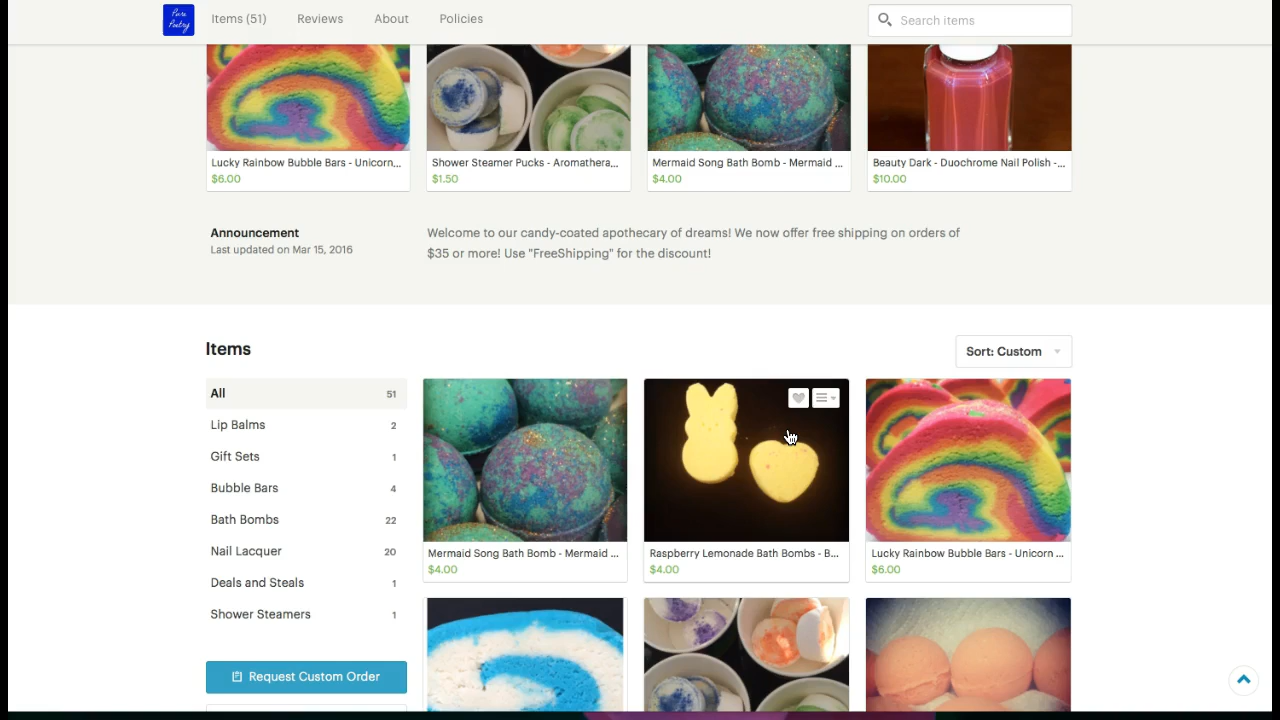 Pure
Poetry
Items (51)
Reviews
About
Policies
Search items
Lucky Rainbow Bubble Bars - Unicorn,...
$6.00
Shower Steamer Pucks - Aromathera...
$1.50
Mermaid Song Bath Bomb - Mermaid ...
$4.00
Beauty Dark - Duochrome Nail Polish -...
$10.00
Announcement
Last updated on Mar 15, 2016
Welcome to our candy-coated apothecary of dreams! We now offer free shipping on orders of
$35 or more! Use "FreeShipping" for the discount!
Items
Sort: Custom
All 51
Lip Balms 2
Gift Sets 1
Bubble Bars 4
Bath Bombs 22
Nail Lacquer 20
Deals and Steals 1
Shower Steamers 1
Request Custom Order
Mermaid Song Bath Bomb - Mermaid ...
$4.00
Raspberry Lemonade Bath Bombs - B...
$4.00
Lucky Rainbow Bubble Bars - Unicorn ...
$6.00